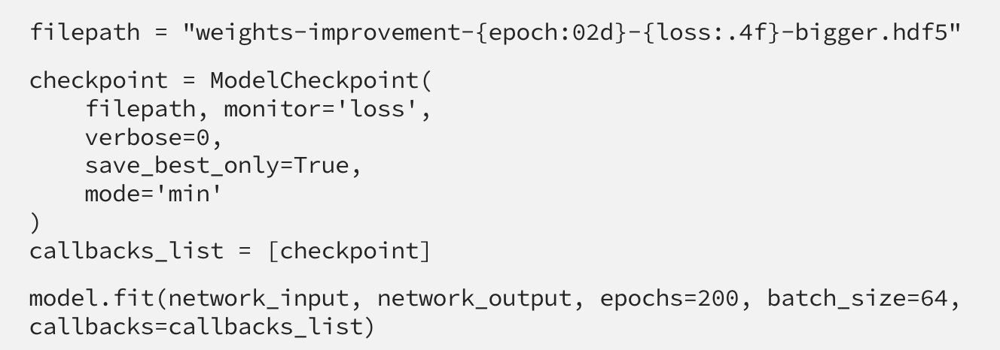 filepath = "weights-improvement-{epoch:02d}-{loss:.4f}-bigger.hdf5"
checkpoint = ModelCheckpoint(
    filepath, monitor='loss',
    verbose=0,
    save_best_only=True,
    mode='min'
)
callbacks_list = [checkpoint]
model.fit(network_input, network_output, epochs=200, batch_size=64,
callbacks=callbacks_list)